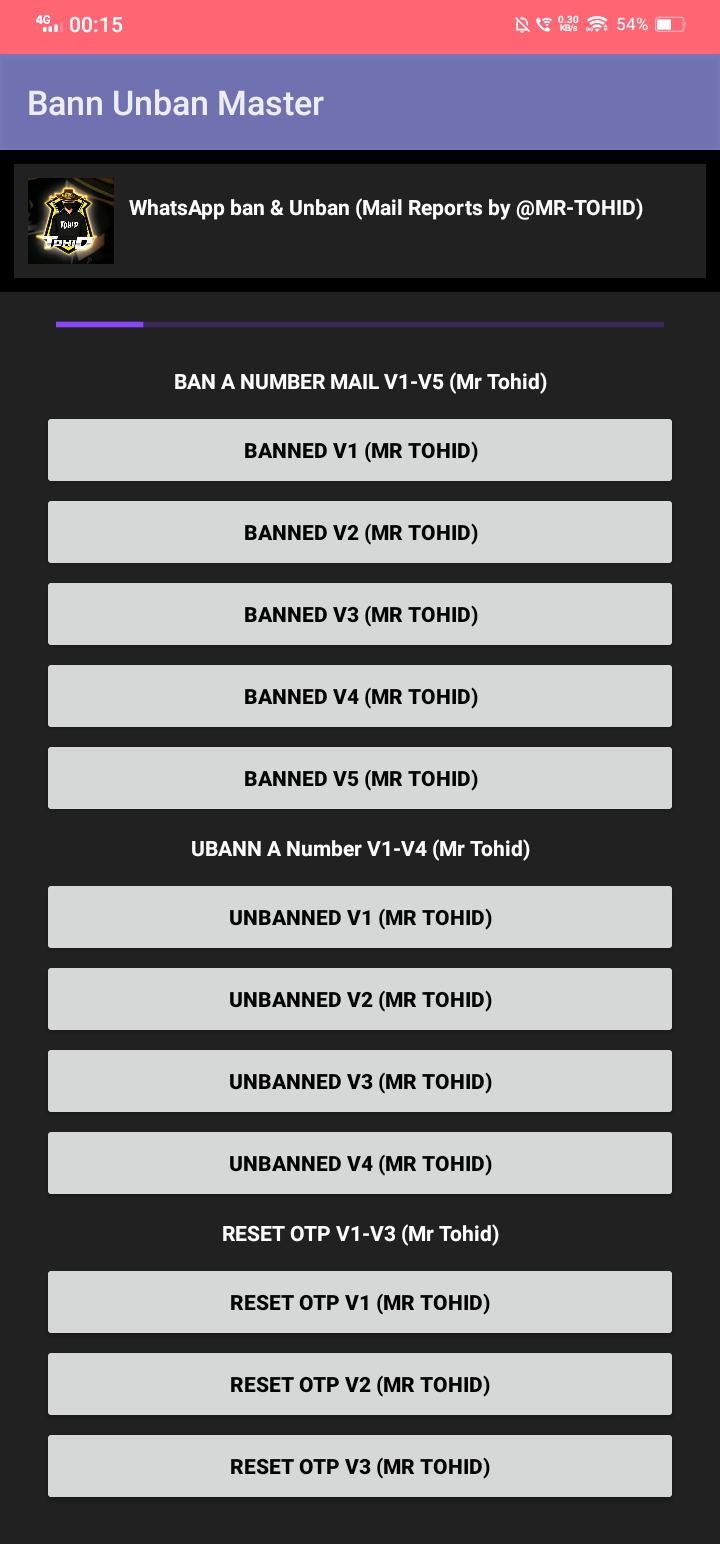 4G 00:15 0.30 KB/s 54%
Bann Unban Master
WhatsApp ban & Unban (Mail Reports by @MR-TOHID)
TOHID
TOHID
BAN A NUMBER MAIL V1-V5 (Mr Tohid)
BANNED V1 (MR TOHID)
BANNED V2 (MR TOHID)
BANNED V3 (MR TOHID)
BANNED V4 (MR TOHID)
BANNED V5 (MR TOHID)
UBANN A Number V1-V4 (Mr Tohid)
UNBANNED V1 (MR TOHID)
UNBANNED V2 (MR TOHID)
UNBANNED V3 (MR TOHID)
UNBANNED V4 (MR TOHID)
RESET OTP V1-V3 (Mr Tohid)
RESET OTP V1 (MR TOHID)
RESET OTP V2 (MR TOHID)
RESET OTP V3 (MR TOHID)